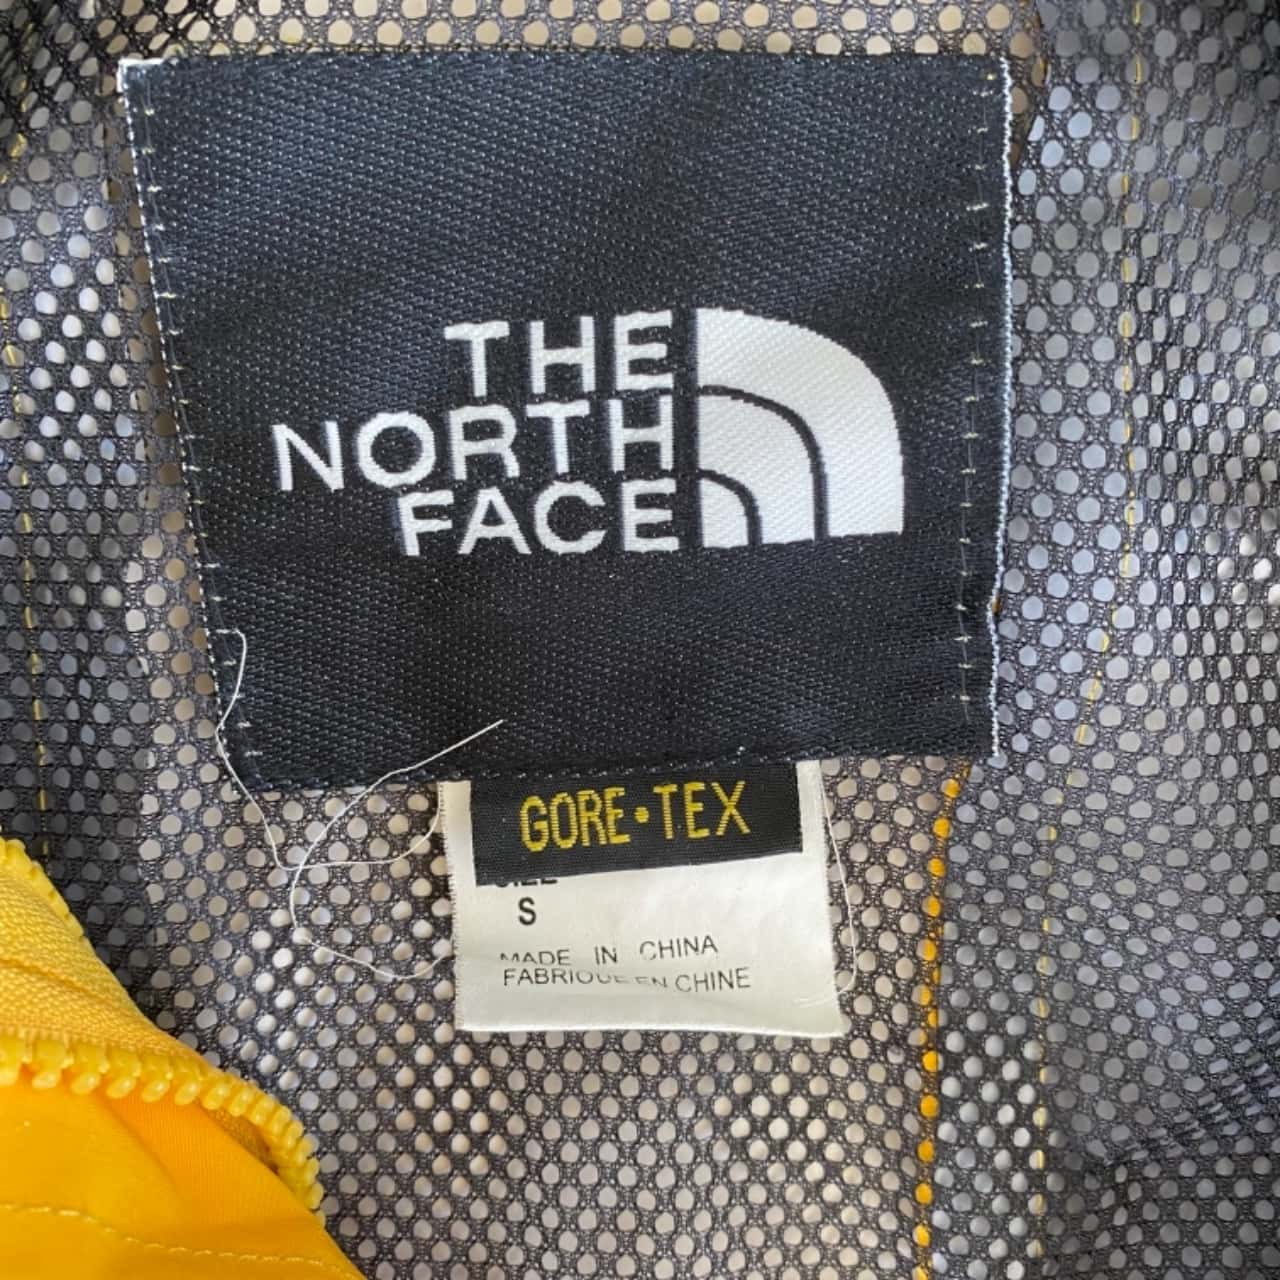 THE
NORTH
FACE
GORE•TEX
S
MADE IN CHINA
FABRIQUE EN CHINE